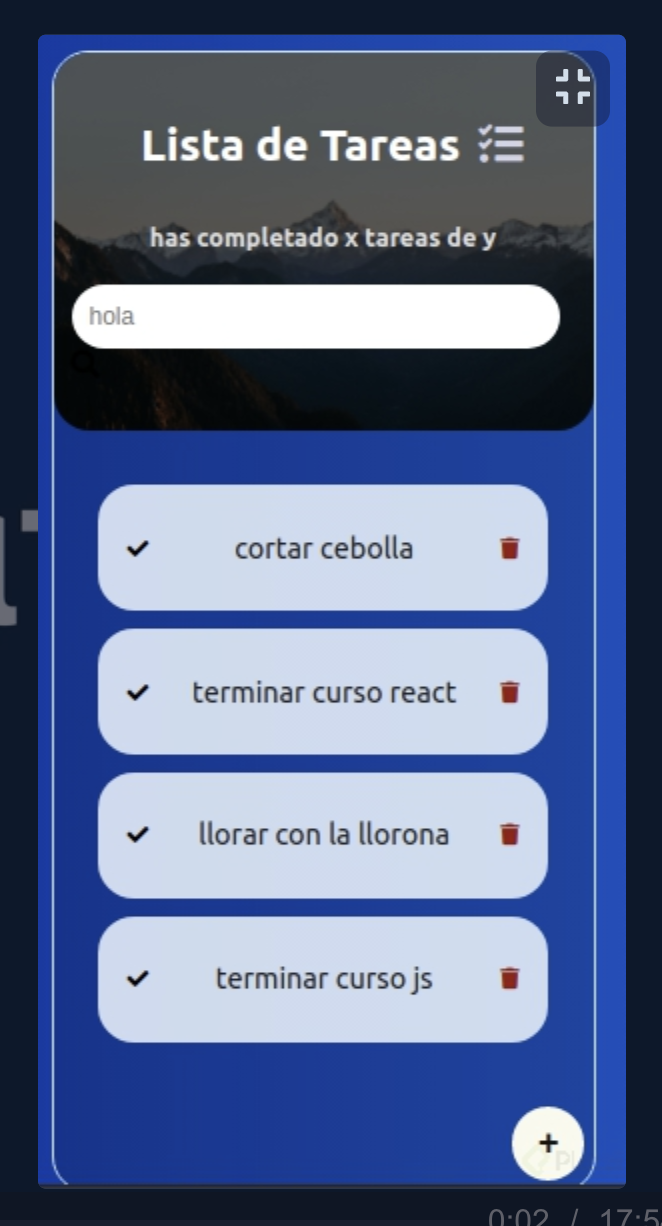 Lista de Tareas
has completado x tareas de y
hola
cortar cebolla
terminar curso react
llorar con la llorona
terminar curso js
+
0:02 / 17:5